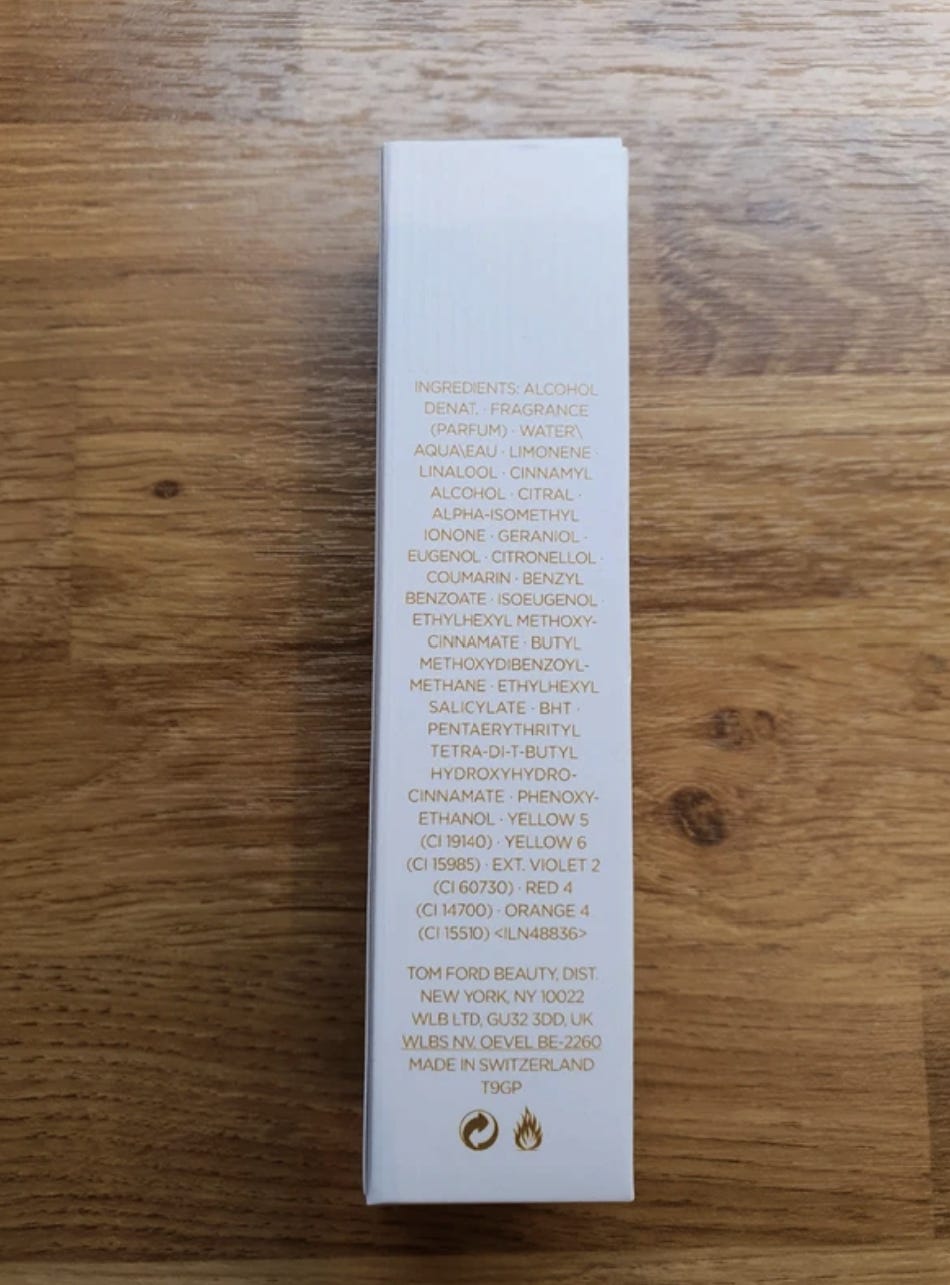 INGREDIENTS: ALCOHOL
DENAT. · FRAGRANCE
(PARFUM) · WATER\
AQUA\EAU · LIMONENE ·
LINALOOL · CINNAMYL
ALCOHOL · CITRAL ·
ALPHA-ISOMETHYL
IONONE · GERANIOL ·
EUGENOL · CITRONELLOL ·
COUMARIN · BENZYL
BENZOATE · ISOEUGENOL ·
ETHYLHEXYL METHOXY-
CINNAMATE · BUTYL
METHOXYDIBENZOYL-
METHANE · ETHYLHEXYL
SALICYLATE · BHT ·
PENTAERYTHRITYL
TETRA-DI-T-BUTYL
HYDROXYHYDRO-
CINNAMATE · PHENOXY-
ETHANOL · YELLOW 5
(CI 19140) · YELLOW 6
(CI 15985) · EXT. VIOLET 2
(CI 60730) · RED 4
(CI 14700) · ORANGE 4
(CI 15510) <ILN48836>
TOM FORD BEAUTY, DIST.
NEW YORK, NY 10022
WLB LTD, GU32 3DD, UK
WLBS NV. OEVEL BE-2260
MADE IN SWITZERLAND
T9GP